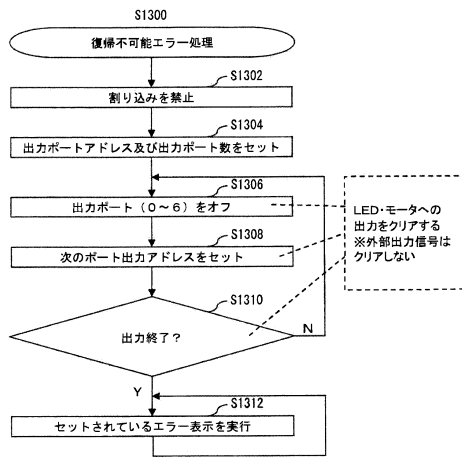 S1300
復帰不可能エラー処理
S1302
割り込みを禁止
S1304
出力ポートアドレス及び出力ポート数をセット
S1306
出力ポート(0~6)をオフ
S1308
次のポート出力アドレスをセット
S1310
出力終了?
N
Y
S1312
セットされているエラー表示を実行
LED・モータへの
出力をクリアする
※外部出力信号は
クリアしない